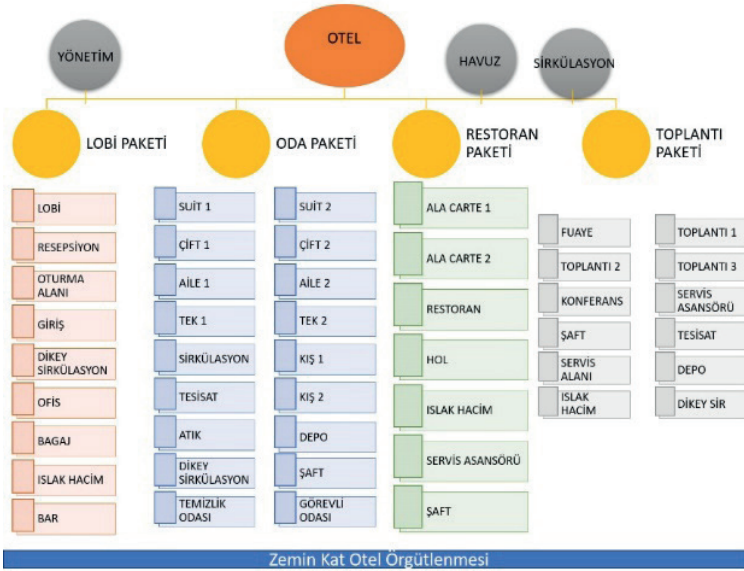 OTEL
YÖNETİM
HAVUZ
SİRKÜLASYON
LOBİ PAKETİ
ODA PAKETİ
RESTORAN
PAKETİ
TOPLANTI
PAKETİ
LOBİ
RESEPSİYON
OTURMA
ALANI
GİRİŞ
DİKEY
SİRKÜLASYON
OFİS
BAGAJ
ISLAK HACİM
BAR
SUİT 1
ÇİFT 1
AİLE 1
TEK 1
SİRKÜLASYON
TESİSAT
ATIK
DİKEY
SİRKÜLASYON
TEMİZLİK
ODASI
SUİT 2
ÇİFT 2
AİLE 2
TEK 2
KIŞ 1
KIŞ 2
DEPO
ŞAFT
GÖREVLİ
ODASI
ALA CARTE 1
ALA CARTE 2
RESTORAN
HOL
ISLAK HACİM
SERVİS ASANSÖRÜ
ŞAFT
FUAYE
TOPLANTI 2
KONFERANS
ŞAFT
SERVİS
ALANI
ISLAK
HACİM
TOPLANTI 1
TOPLANTI 3
SERVİS
ASANSÖRÜ
TESİSAT
DEPO
DİKEY SİR
Zemin Kat Otel Örgütlenmesi